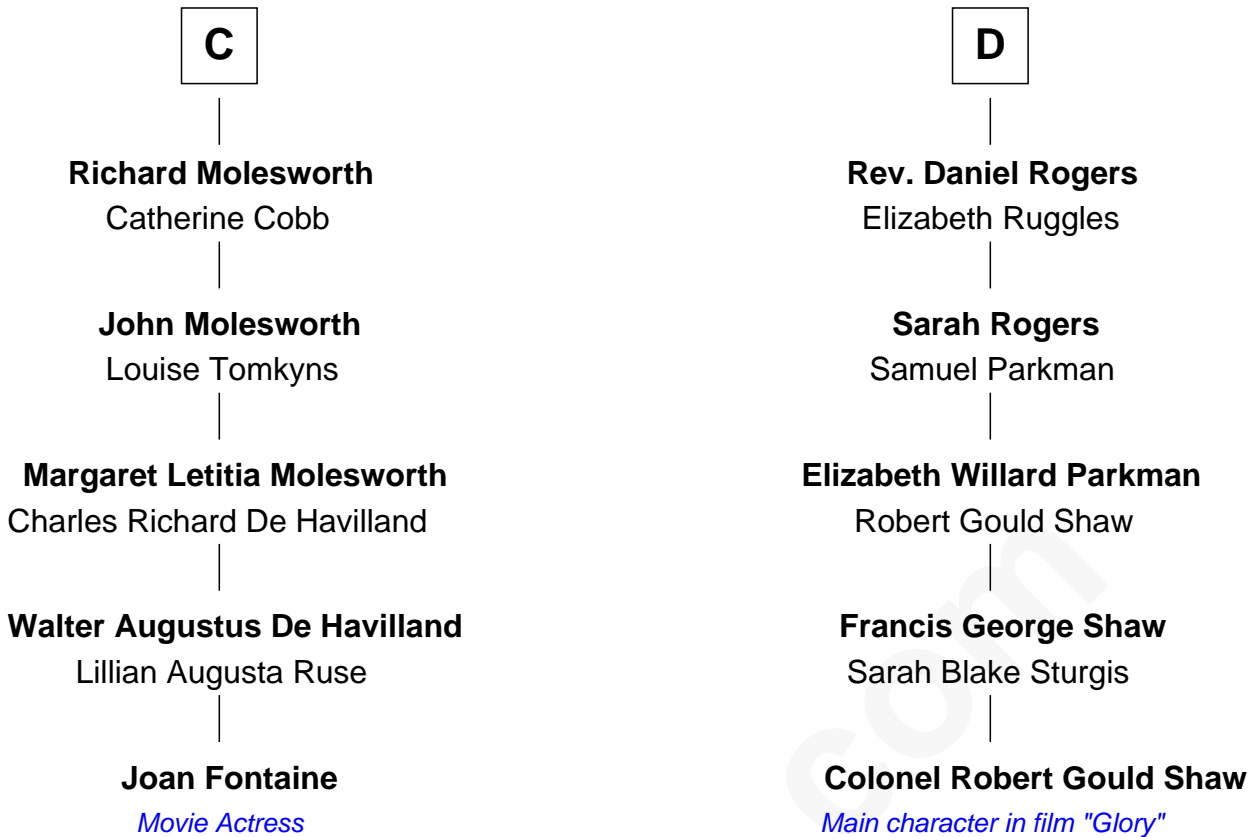 C
Richard Molesworth
Catherine Cobb
John Molesworth
Louise Tomkyns
Margaret Letitia Molesworth
Charles Richard De Havilland
Walter Augustus De Havilland
Lillian Augusta Ruse
Joan Fontaine
Movie Actress
D
Rev. Daniel Rogers
Elizabeth Ruggles
Sarah Rogers
Samuel Parkman
Elizabeth Willard Parkman
Robert Gould Shaw
Francis George Shaw
Sarah Blake Sturgis
Colonel Robert Gould Shaw
Main character in film "Glory"
com